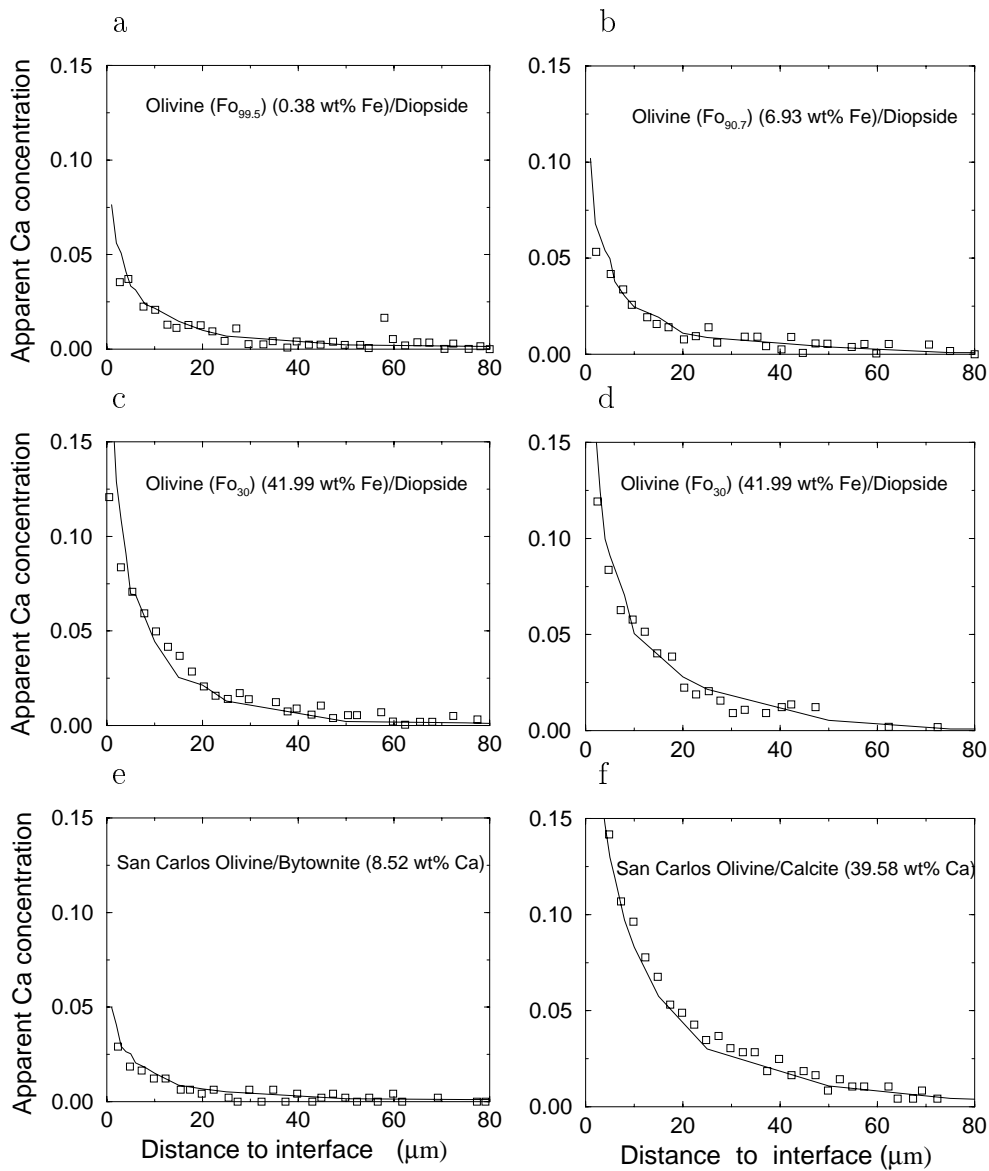 a
b
0.15
0.10
0.05
0.00
0 20 40 60 80
Apparent Ca concentration
Olivine (Fo99.5) (0.38 wt% Fe)/Diopside
0.15
0.10
0.05
0.00
0 20 40 60 80
Olivine (Fo90.7) (6.93 wt% Fe)/Diopside
c
d
0.15
0.10
0.05
0.00
0 20 40 60 80
Apparent Ca concentration
Olivine (Fo30) (41.99 wt% Fe)/Diopside
0.15
0.10
0.05
0.00
0 20 40 60 80
Olivine (Fo30) (41.99 wt% Fe)/Diopside
e
f
0.15
0.10
0.05
0.00
0 20 40 60 80
Apparent Ca concentration
San Carlos Olivine/Bytownite (8.52 wt% Ca)
Distance to interface (μm)
0.15
0.10
0.05
0.00
0 20 40 60 80
San Carlos Olivine/Calcite (39.58 wt% Ca)
Distance to interface (μm)